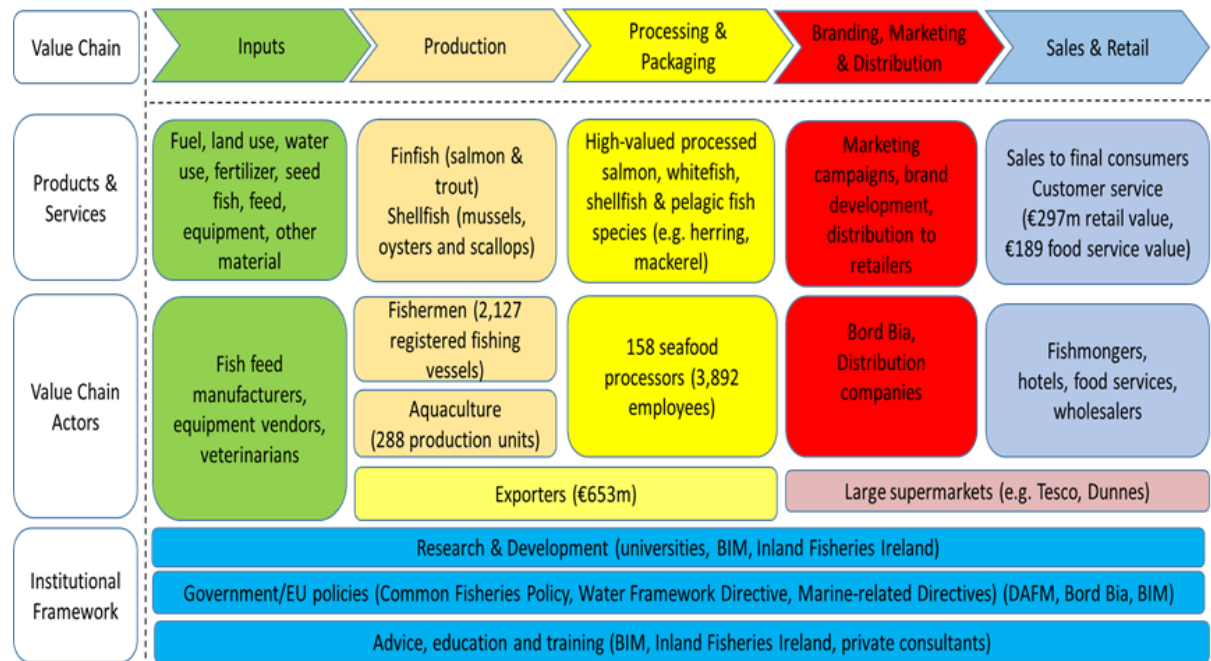 Value Chain
Inputs
Production
Processing &
Packaging
Branding, Marketing
& Distribution
Sales & Retail
Products &
Services
Fuel, land use, water
use, fertilizer, seed
fish, feed,
equipment, other
material
Finfish (salmon &
trout)
Shellfish (mussels,
oysters and scallops)
High-valued processed
salmon, whitefish,
shellfish & pelagic fish
species (e.g. herring,
mackerel)
Marketing
campaigns, brand
development,
distribution to
retailers
Sales to final consumers
Customer service
(€297m retail value,
€189 food service value)
Value Chain
Actors
Fish feed
manufacturers,
equipment vendors,
veterinarians
Fishermen (2,127
registered fishing
vessels)
Aquaculture
(288 production units)
158 seafood
processors (3,892
employees)
Bord Bia,
Distribution
companies
Fishmongers,
hotels, food services,
wholesalers
Exporters (€653m)
Large supermarkets (e.g. Tesco, Dunnes)
Institutional
Framework
Research & Development (universities, BIM, Inland Fisheries Ireland)
Government/EU policies (Common Fisheries Policy, Water Framework Directive, Marine-related Directives) (DAFM, Bord Bia, BIM)
Advice, education and training (BIM, Inland Fisheries Ireland, private consultants)